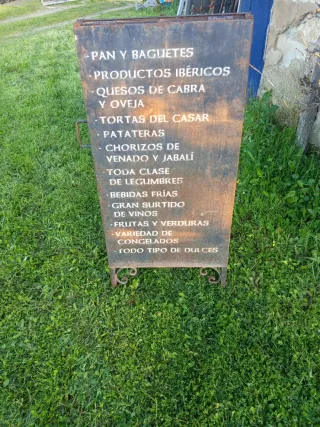 · PAN Y BAGUETES
· PRODUCTOS IBÉRICOS
· QUESOS DE CABRA
Y OVEJA
· TORTAS DEL CASAR
· PATATERAS
· CHORIZOS DE
VENADO Y JABALÍ
TODA CLASE
DE LEGUMBRES
· BEBIDAS FRÍAS
· GRAN SURTIDO
DE VINOS
· FRUTAS Y VERDURAS
· VARIEDAD DE
CONGELADOS
· TODO TIPO DE DULCES